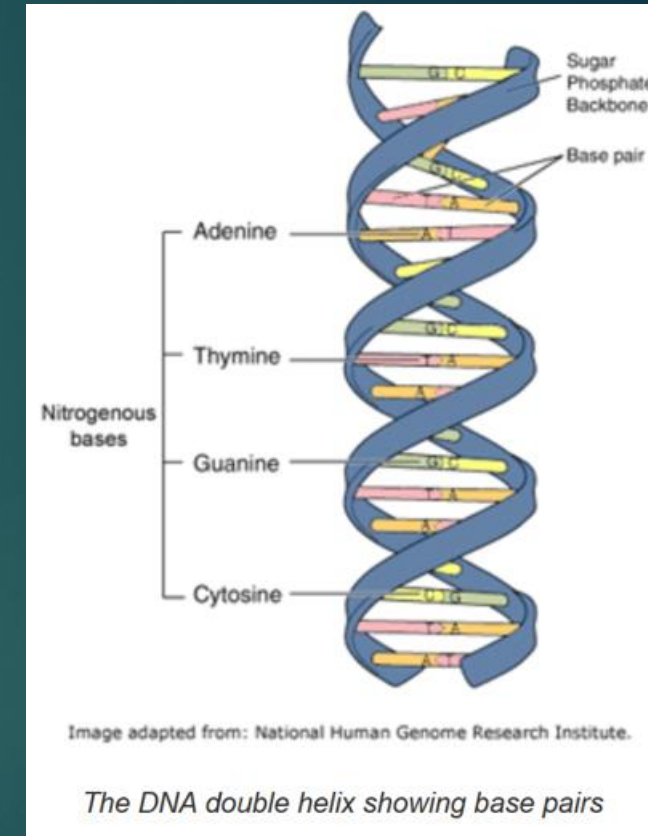 G C
Sugar
Phosphate
Backbone
Base pair
G C
T A
Adenine
A T
G C
Thymine
T A
A
Nitrogenous
bases
Guanine
G C
T A
A
Cytosine
C G
T A
A T
Image adapted from: National Human Genome Research Institute.
The DNA double helix showing base pairs